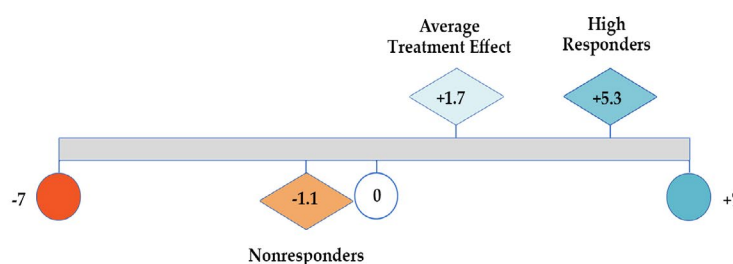 Average
Treatment Effect
High
Responders
+1.7
+5.3
-7
-1.1
0
Nonresponders